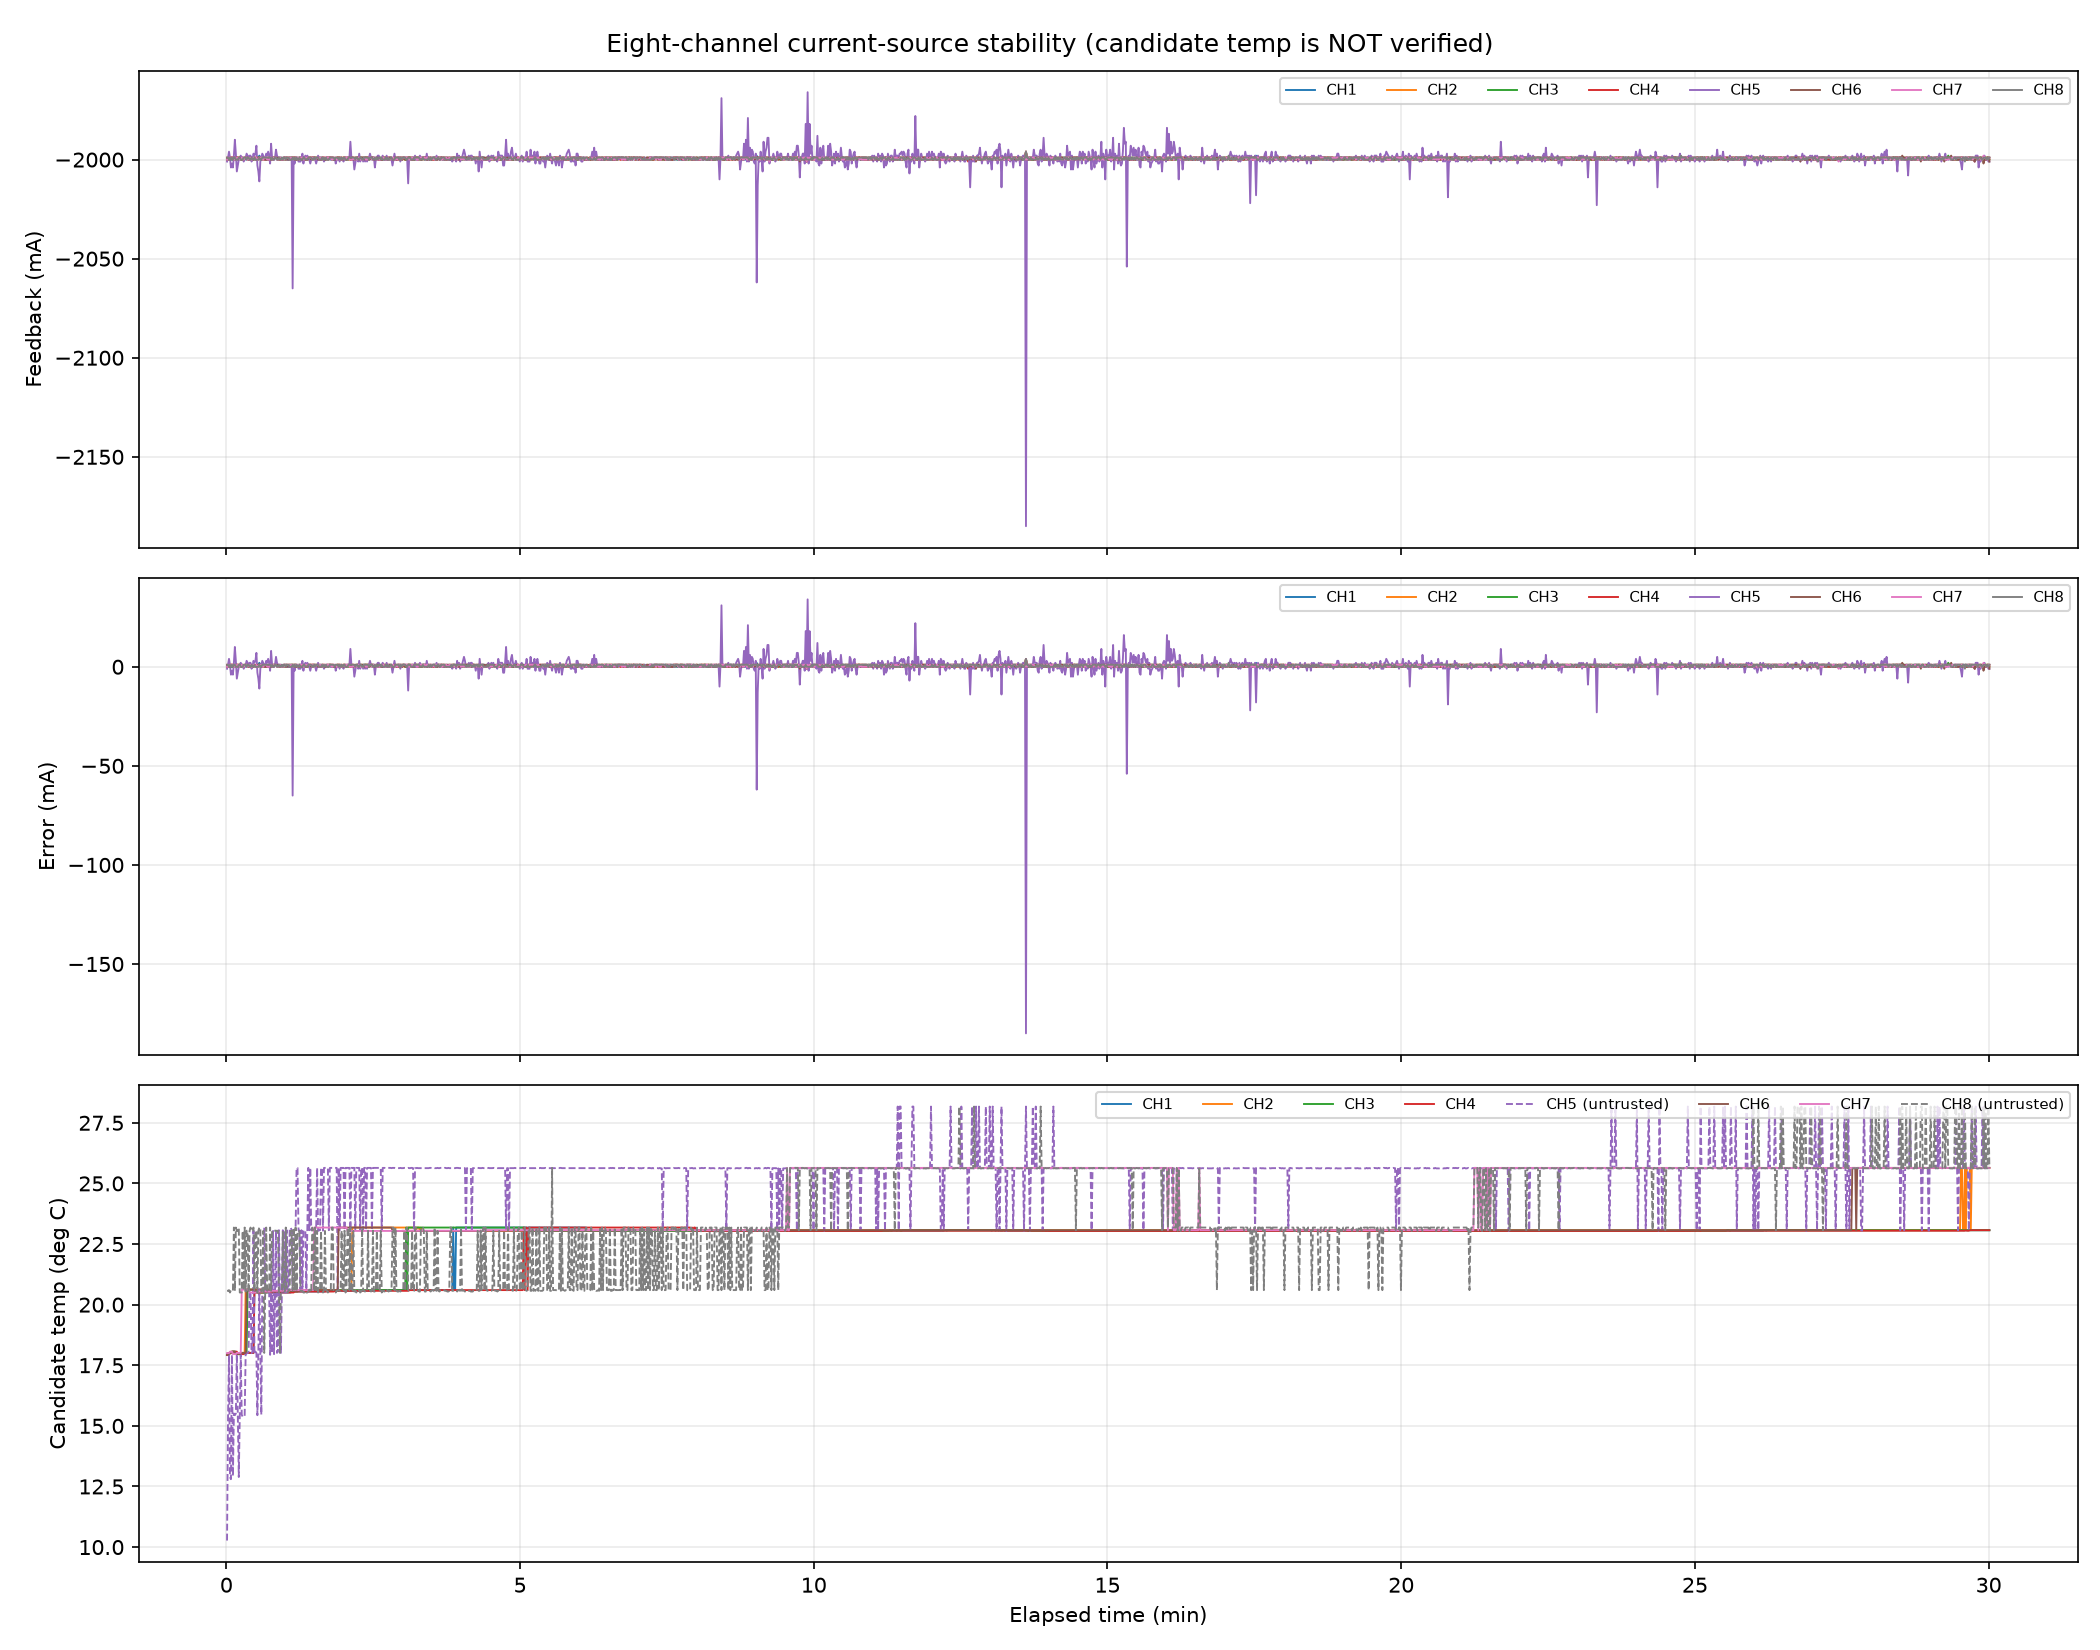 Eight-channel current-source stability (candidate temp is NOT verified)
CH1 CH2 CH3 CH4 CH5 CH6 CH7 CH8
Feedback (mA)
−2000
−2050
−2100
−2150
CH1 CH2 CH3 CH4 CH5 CH6 CH7 CH8
Error (mA)
0
−50
−100
−150
CH1 CH2 CH3 CH4 CH5 (untrusted) CH6 CH7 CH8 (untrusted)
Candidate temp (deg C)
27.5
25.0
22.5
20.0
17.5
15.0
12.5
10.0
0 5 10 15 20 25 30
Elapsed time (min)